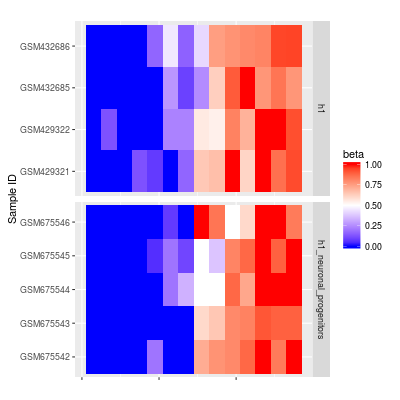 Sample ID
GSM432686
GSM432685
GSM429322
GSM429321
h1
GSM675546
GSM675545
GSM675544
GSM675543
GSM675542
h1_neuronal_progenitors
beta
1.00
0.75
0.50
0.25
0.00